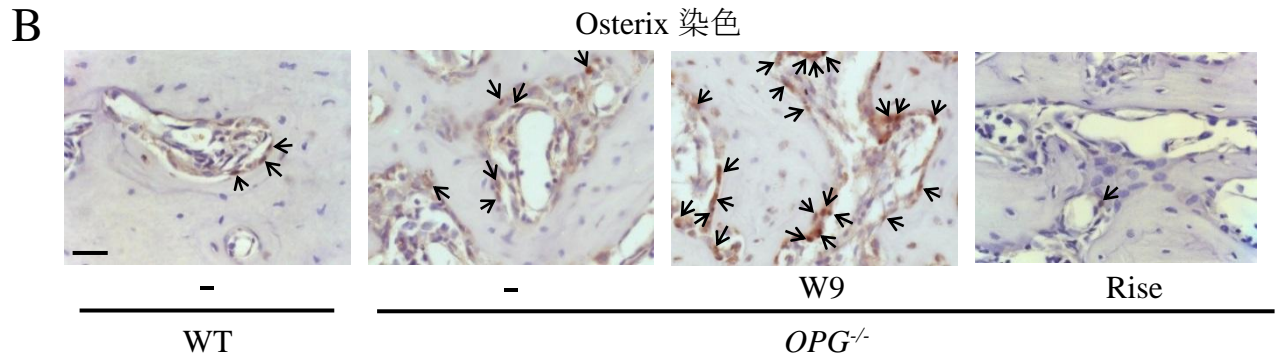 B
Osterix 染色
- - W9 Rise
WT OPG-/-